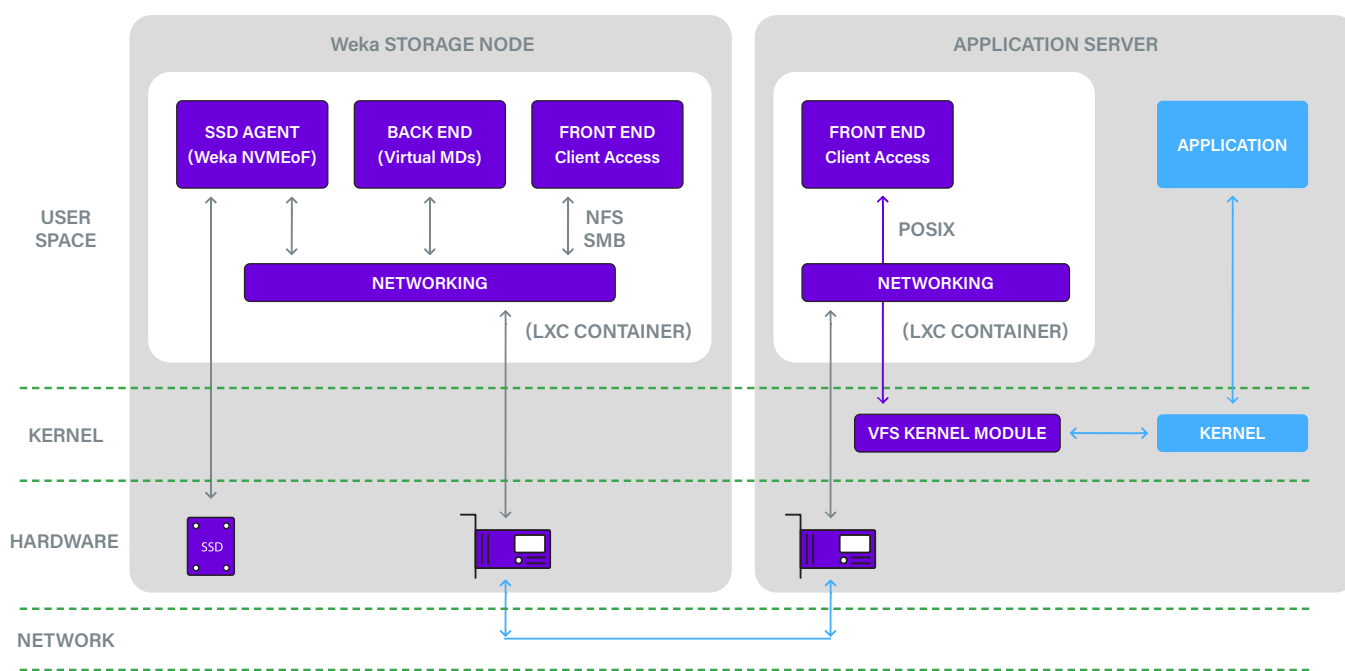 Weka STORAGE NODE
APPLICATION SERVER
SSD AGENT
(Weka NVMEoF)
BACK END
(Virtual MDs)
FRONT END
Client Access
FRONT END
Client Access
APPLICATION
USER
SPACE
NFS
SMB
POSIX
NETWORKING
NETWORKING
(LXC CONTAINER)
(LXC CONTAINER)
KERNEL
VFS KERNEL MODULE
KERNEL
HARDWARE
SSD
NETWORK